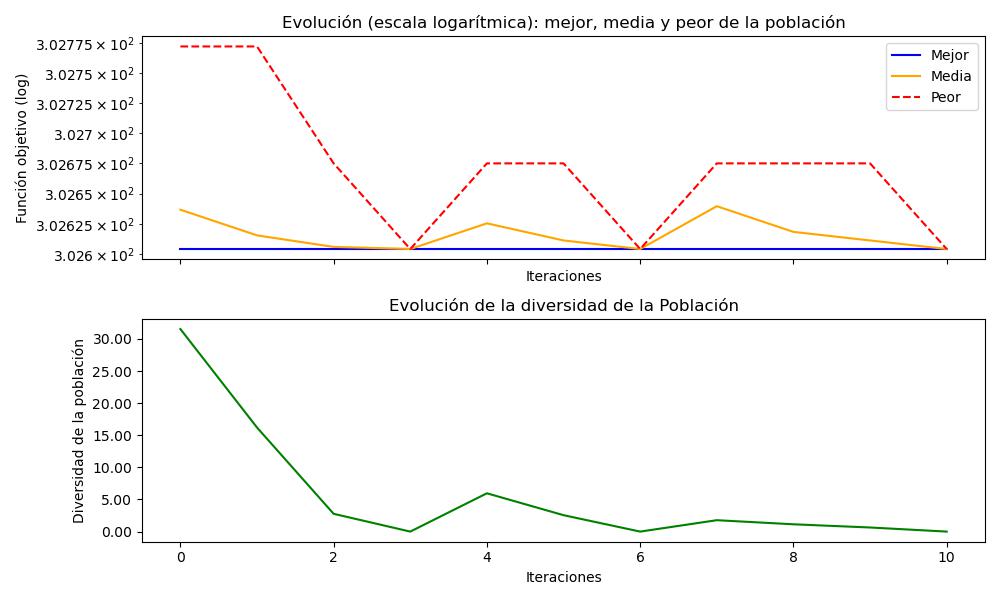 Evolución (escala logarítmica): mejor, media y peor de la población
Función objetivo (log)
3.02775 × 10²
3.0275 × 10²
3.02725 × 10²
3.027 × 10²
3.02675 × 10²
3.0265 × 10²
3.02625 × 10²
3.026 × 10²
Mejor
Media
Peor
Iteraciones
Evolución de la diversidad de la Población
Diversidad de la población
30.00
25.00
20.00
15.00
10.00
5.00
0.00
0 2 4 6 8 10
Iteraciones